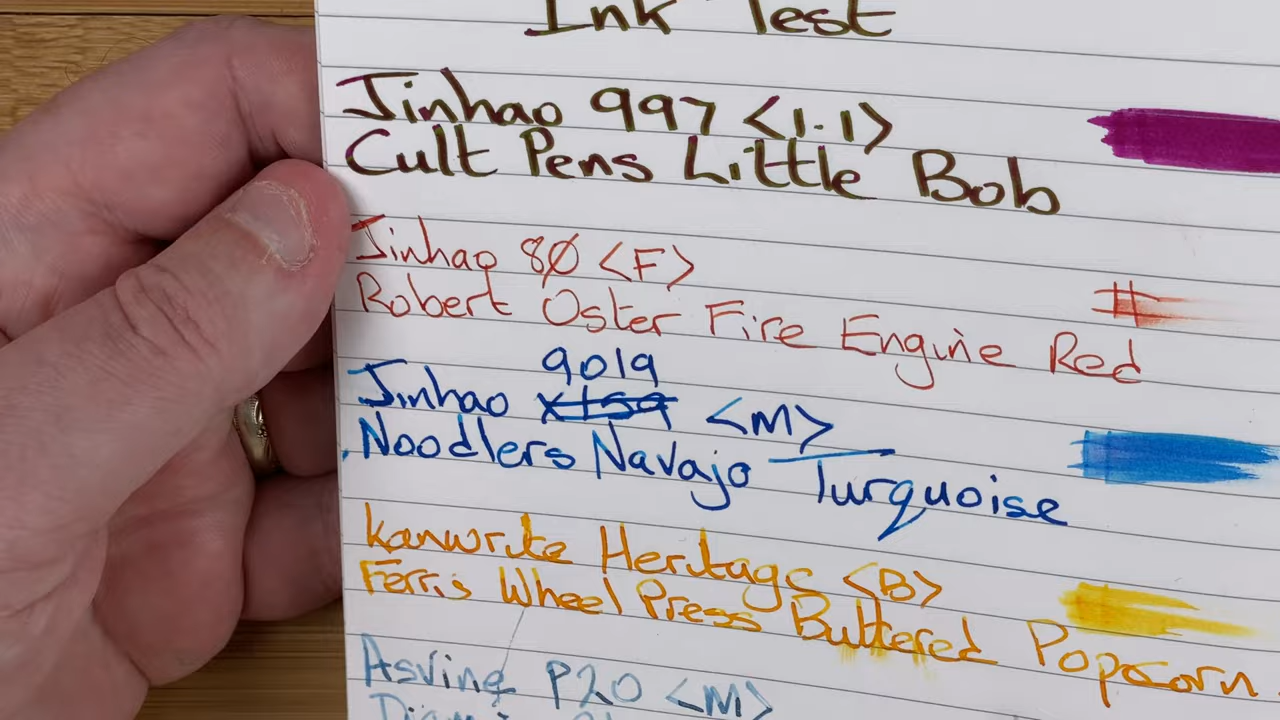 Ink Test
Jinhao 997 <1.1>
Cult Pens Little Bob
Jinhao 80 <F>
Robert Oster Fire Engine Red
9019
Jinhao <M>
Noodlers Navajo Turquoise
Kanwrite Heritage <B>
Ferris Wheel Press Buttered Popcorn.
Asvine P20 <M>